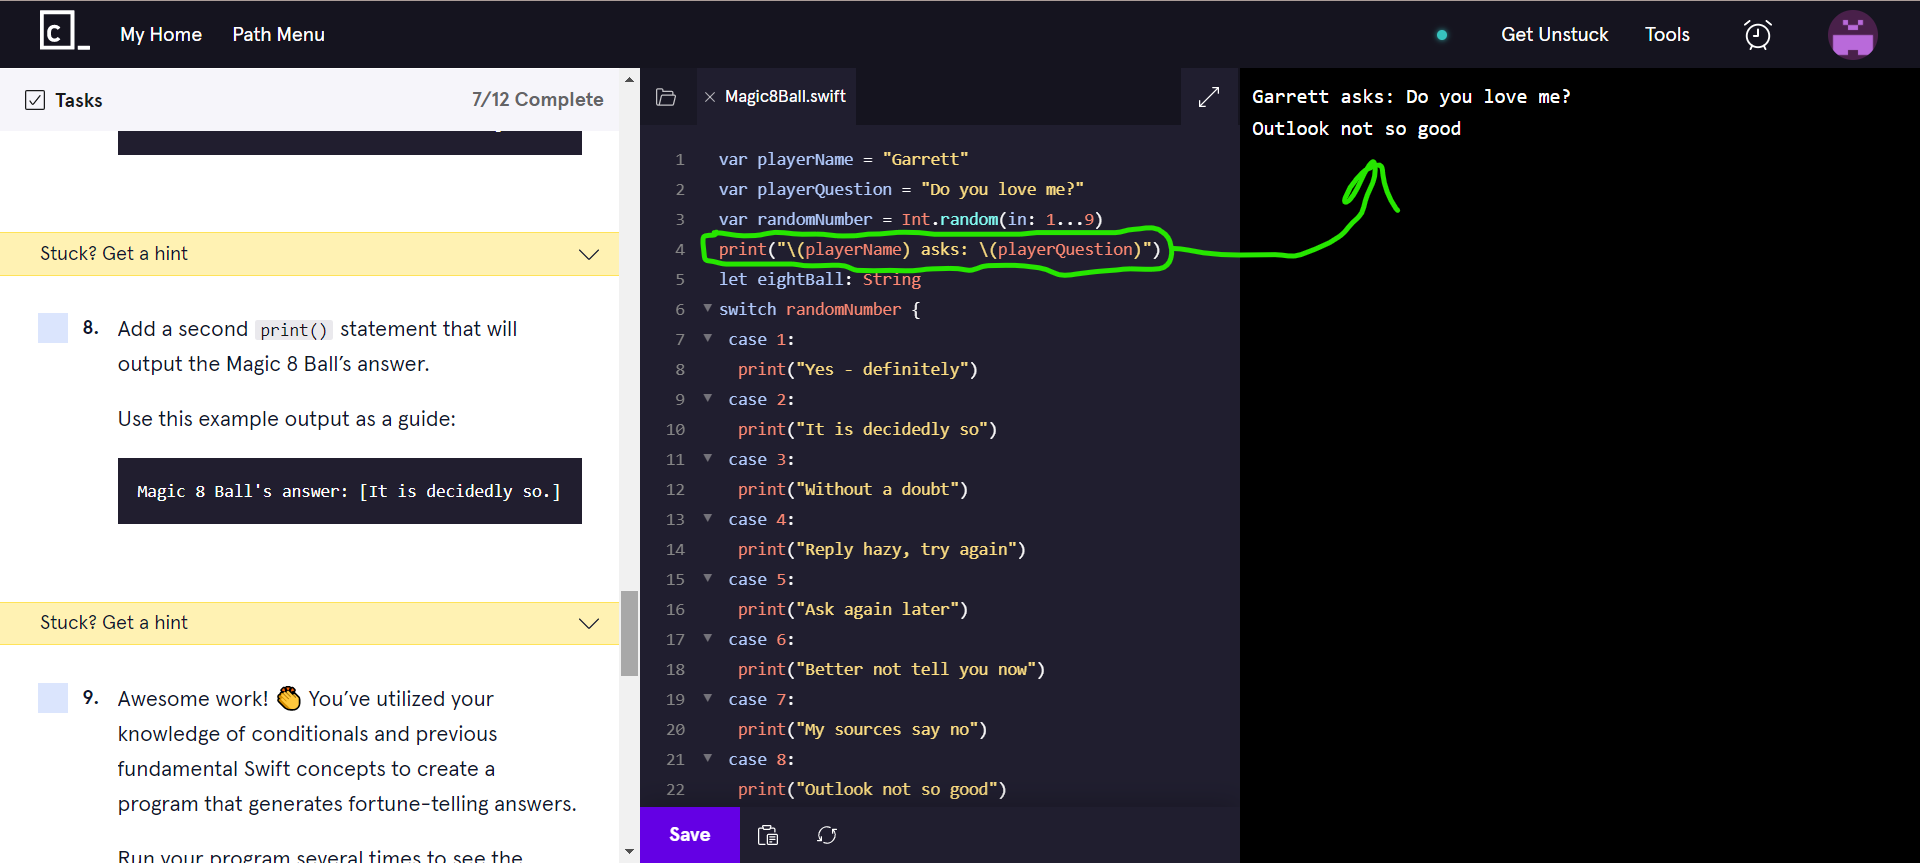 C_ My Home Path Menu Get Unstuck Tools
Tasks 7/12 Complete
Stuck? Get a hint
8. Add a second print() statement that will
output the Magic 8 Ball’s answer.
Use this example output as a guide:
Magic 8 Ball's answer: [It is decidedly so.]
Stuck? Get a hint
9. Awesome work! 👏 You’ve utilized your
knowledge of conditionals and previous
fundamental Swift concepts to create a
program that generates fortune-telling answers.
Run your program several times to see the
Magic8Ball.swift
1 var playerName = "Garrett"
2 var playerQuestion = "Do you love me?"
3 var randomNumber = Int.random(in: 1...9)
4 print("\(playerName) asks: \(playerQuestion)")
5 let eightBall: String
6 switch randomNumber {
7 case 1:
8 print("Yes - definitely")
9 case 2:
10 print("It is decidedly so")
11 case 3:
12 print("Without a doubt")
13 case 4:
14 print("Reply hazy, try again")
15 case 5:
16 print("Ask again later")
17 case 6:
18 print("Better not tell you now")
19 case 7:
20 print("My sources say no")
21 case 8:
22 print("Outlook not so good")
Save
Garrett asks: Do you love me?
Outlook not so good